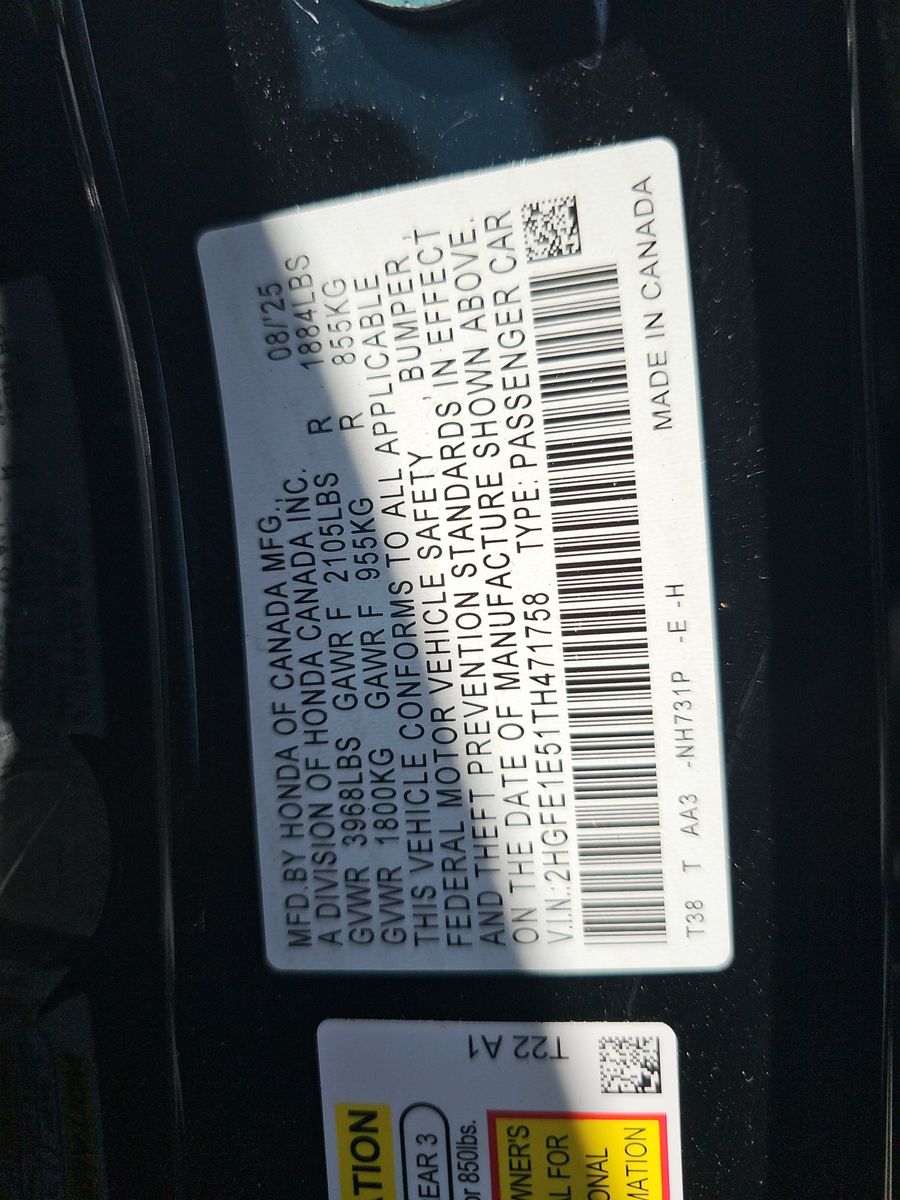 MFD.BY HONDA OF CANADA MFG.,
A DIVISION OF HONDA CANADA INC. 08/'25
GVWR 3968LBS GAWR F 2105LBS R 1884LBS
GVWR 1800KG GAWR F 955KG R 855KG
THIS VEHICLE CONFORMS TO ALL APPLICABLE
FEDERAL MOTOR VEHICLE SAFETY , BUMPER ,
AND THEFT PREVENTION STANDARDS IN EFFECT
ON THE DATE OF MANUFACTURE SHOWN ABOVE.
V.I.N.:2HGFE1E51TH471758 TYPE:PASSENGER CAR
MADE IN CANADA
T38 T AA3 -NH731P -E -H
T22 A1
ATION
EAR 3
or 850lbs.
WNER'S
AL FOR
ONAL
MATION